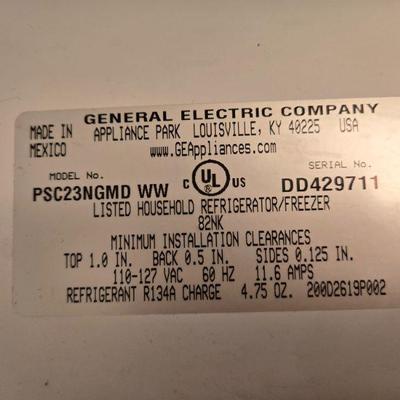 GENERAL ELECTRIC COMPANY
MADE IN MEXICO APPLIANCE PARK LOUISVILLE, KY 40225 USA
www.GEAppliances.com
MODEL No. SERIAL No.
PSC23NGMD WW C UL US DD429711
LISTED HOUSEHOLD REFRIGERATOR/FREEZER
82NK
MINIMUM INSTALLATION CLEARANCES
TOP 1.0 IN. BACK 0.5 IN. SIDES 0.125 IN.
110-127 VAC 60 HZ 11.6 AMPS
REFRIGERANT R134A CHARGE 4.75 OZ. 200D2619P002